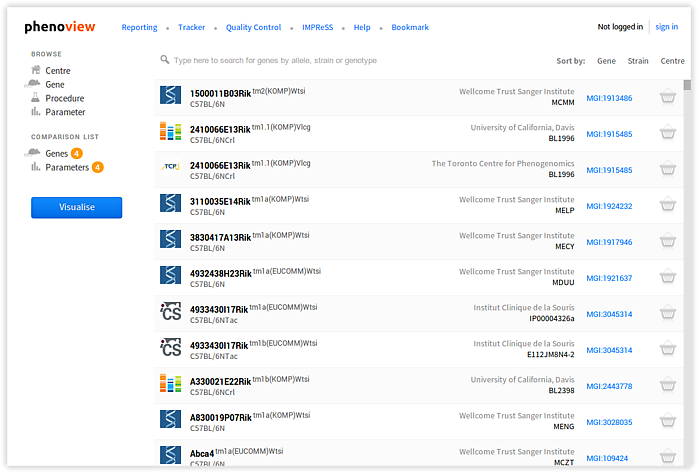 phenoview
Reporting • Tracker • Quality Control • IMPReSS • Help • Bookmark
Not logged in sign in
BROWSE
Centre
Gene
Procedure
Parameter
COMPARISON LIST
Genes 4
Parameters 4
Visualise
Type here to search for genes by allele, strain or genotype
Sort by: Gene Strain Centre
1500011B03Rik tm2(KOMP)Wtsi
C57BL/6N
Wellcome Trust Sanger Institute
MCMM
MGI:1913486
2410066E13Rik tm1.1(KOMP)Vlcg
C57BL/6NCrl
University of California, Davis
BL1996
MGI:1915485
TCP
2410066E13Rik tm1.1(KOMP)Vlcg
C57BL/6NCrl
The Toronto Centre for Phenogenomics
BL1996
MGI:1915485
3110035E14Rik tm1a(KOMP)Wtsi
C57BL/6N
Wellcome Trust Sanger Institute
MELP
MGI:1924232
3830417A13Rik tm1a(KOMP)Wtsi
C57BL/6N
Wellcome Trust Sanger Institute
MECY
MGI:1917946
4932438H23Rik tm1a(EUCOMM)Wtsi
C57BL/6N
Wellcome Trust Sanger Institute
MDUU
MGI:1921637
iCS
4933430I17Rik tm1a(EUCOMM)Wtsi
C57BL/6NTac
Institut Clinique de la Souris
IP00004326a
MGI:3045314
iCS
4933430I17Rik tm1b(EUCOMM)Wtsi
C57BL/6NTac
Institut Clinique de la Souris
E112JM8N4-2
MGI:3045314
A330021E22Rik tm1b(KOMP)Wtsi
C57BL/6NCrl
University of California, Davis
BL2398
MGI:2443778
A830019P07Rik tm1a(KOMP)Wtsi
C57BL/6N
Wellcome Trust Sanger Institute
MENG
MGI:3028035
Abca4 tm1a(EUCOMM)Wtsi
C57BL/6N
Wellcome Trust Sanger Institute
MCZT
MGI:109424